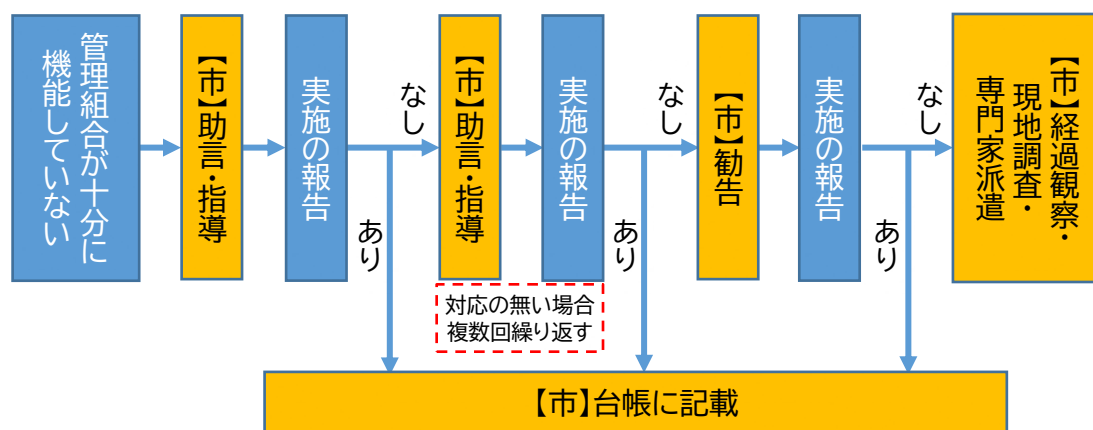 管理組合が十分に
機能していない
【市】助言・指導
実施の報告
なし
あり
【市】助言・指導
対応の無い場合
複数回繰り返す
実施の報告
なし
あり
【市】勧告
実施の報告
なし
あり
【市】経過観察・
現地調査・
専門家派遣
【市】台帳に記載